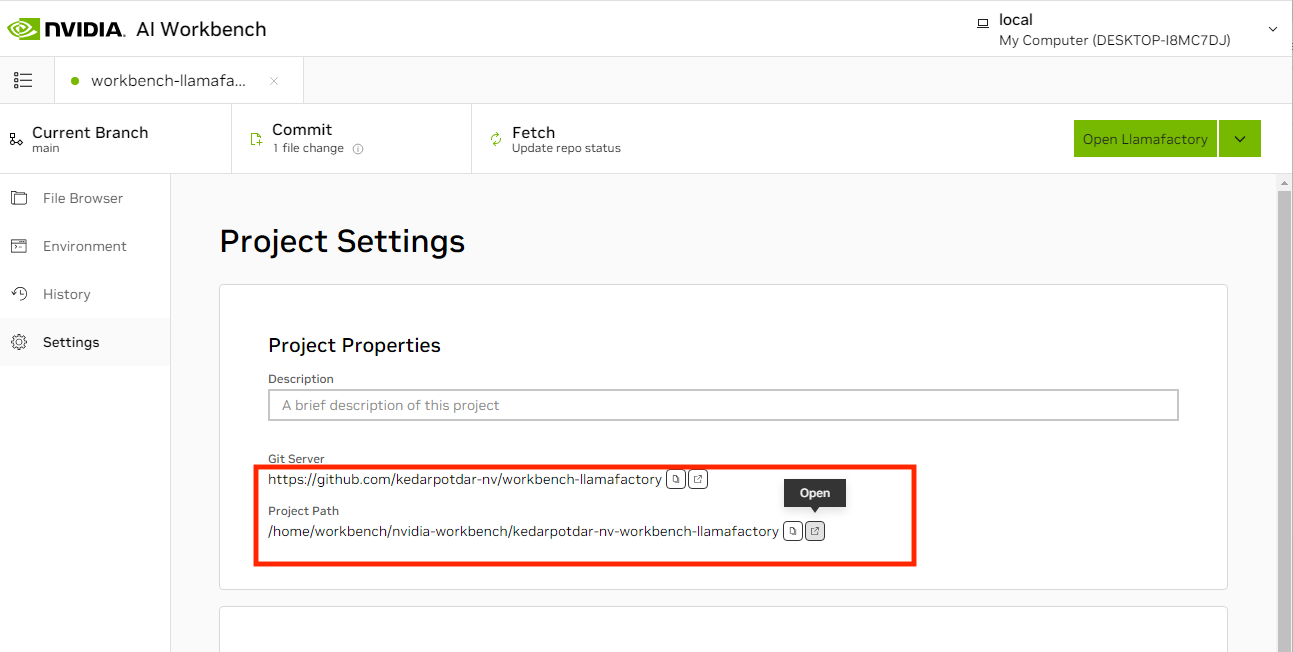 NVIDIA. AI Workbench
local
My Computer (DESKTOP-I8MC7DJ)
workbench-llamafa...
Current Branch
main
Commit
1 file change
Fetch
Update repo status
Open Llamafactory
File Browser
Environment
History
Settings
Project Settings
Project Properties
Description
A brief description of this project
Git Server
https://github.com/kedarpotdar-nv/workbench-llamafactory
Open
Project Path
/home/workbench/nvidia-workbench/kedarpotdar-nv-workbench-llamafactory